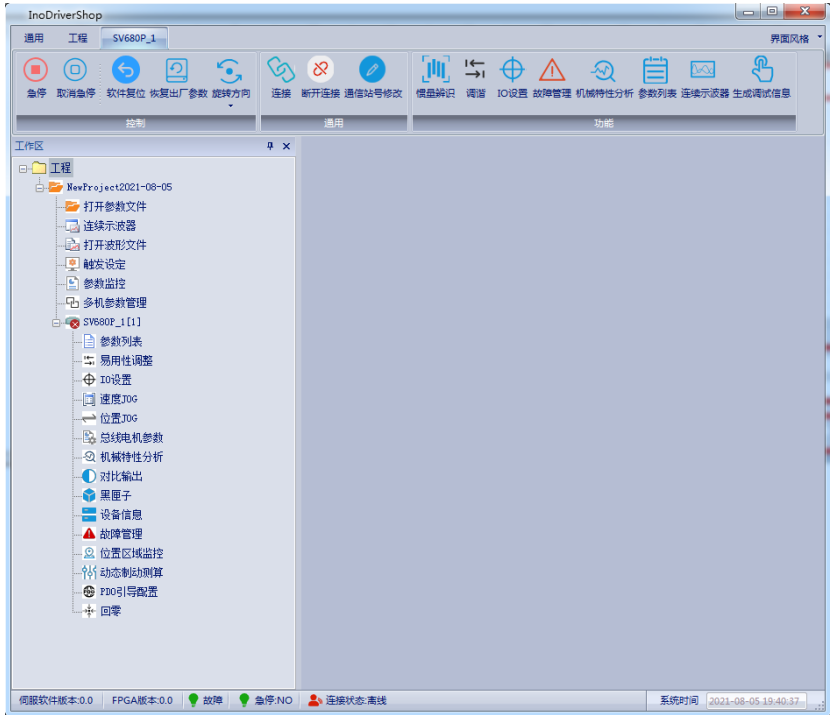 InoDriverShop
通用 工程 SV680P_1 界面风格
急停 取消急停 软件复位 恢复出厂参数 旋转方向 连接 断开连接 通信站号修改 惯量辨识 调谐 IO设置 故障管理 机械特性分析 参数列表 连续示波器 生成调试信息
控制 通用 功能
工作区
工程
NewProject2021-08-05
打开参数文件
连续示波器
打开波形文件
触发设定
参数监控
多机参数管理
SV680P_1[1]
参数列表
易用性调整
IO设置
速度JOG
位置JOG
总线电机参数
机械特性分析
对比输出
黑匣子
设备信息
故障管理
位置区域监控
动态制动测算
PDO引导配置
回零
伺服软件版本:0.0 FPGA版本:0.0 故障 急停:NO 连接状态:离线 系统时间 2021-08-05 19:40:37